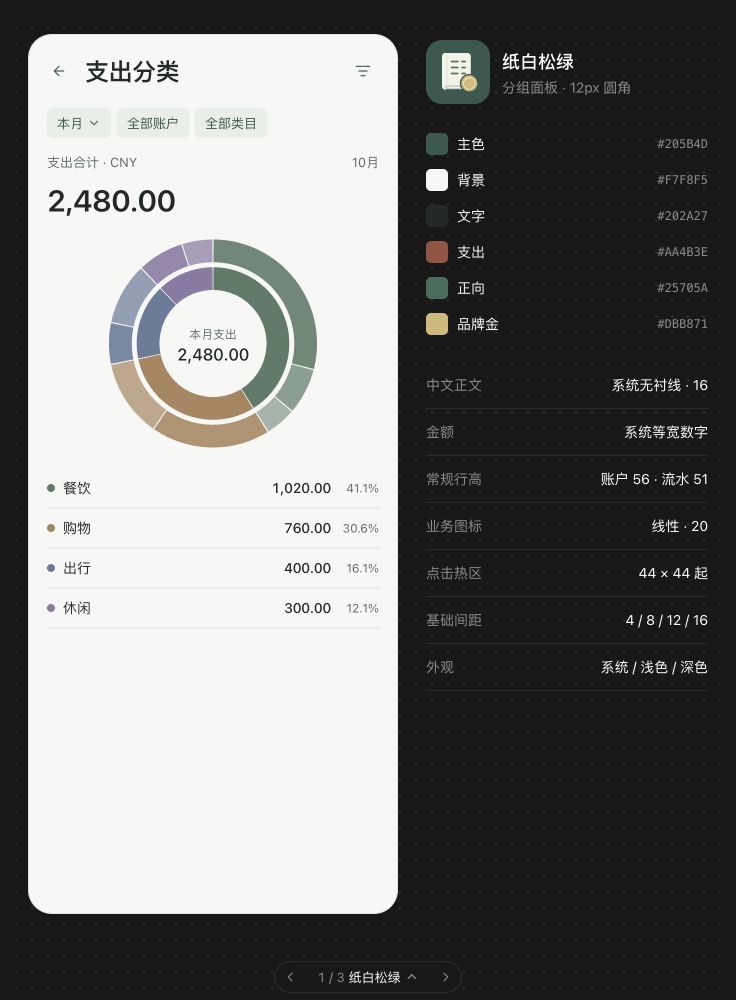 支出分类
本月
全部账户
全部类目
支出合计 · CNY
10月
2,480.00
本月支出
2,480.00
餐饮 1,020.00 41.1%
购物 760.00 30.6%
出行 400.00 16.1%
休闲 300.00 12.1%
纸白松绿
分组面板 · 12px 圆角
主色 #205B4D
背景 #F7F8F5
文字 #202A27
支出 #AA4B3E
正向 #25705A
品牌金 #DBB871
中文正文 系统无衬线 · 16
金额 系统等宽数字
常规行高 账户 56 · 流水 51
业务图标 线性 · 20
点击热区 44 × 44 起
基础间距 4 / 8 / 12 / 16
外观 系统 / 浅色 / 深色
1 / 3 纸白松绿